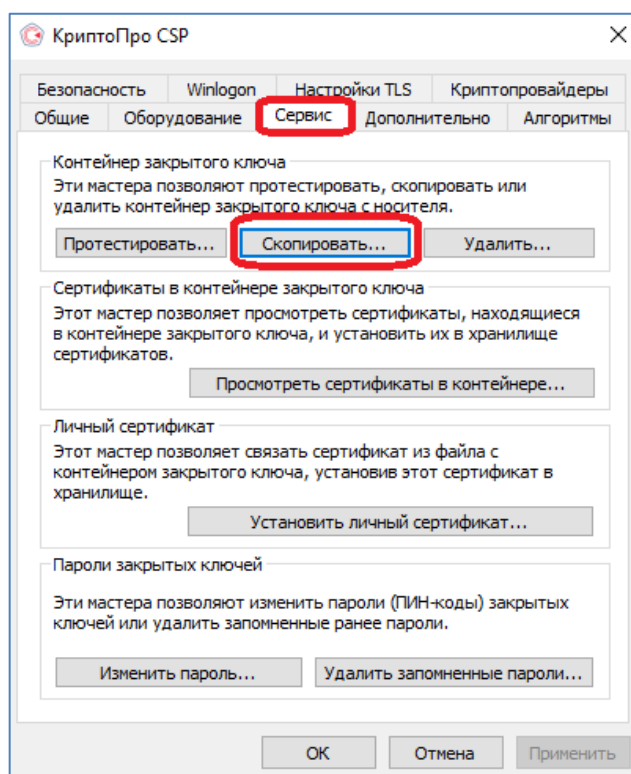 КриптоПро CSP
Безопасность Winlogon Настройки TLS Криптопровайдеры
Общие Оборудование Сервис Дополнительно Алгоритмы
Контейнер закрытого ключа
Эти мастера позволяют протестировать, скопировать или
удалить контейнер закрытого ключа с носителя.
Протестировать... Скопировать... Удалить...
Сертификаты в контейнере закрытого ключа
Этот мастер позволяет просмотреть сертификаты, находящиеся
в контейнере закрытого ключа, и установить их в хранилище
сертификатов.
Просмотреть сертификаты в контейнере...
Личный сертификат
Этот мастер позволяет связать сертификат из файла с
контейнером закрытого ключа, установив этот сертификат в
хранилище.
Установить личный сертификат...
Пароли закрытых ключей
Эти мастера позволяют изменить пароли (ПИН-коды) закрытых
ключей или удалить запомненные ранее пароли.
Изменить пароль... Удалить запомненные пароли...
ОК Отмена Применить